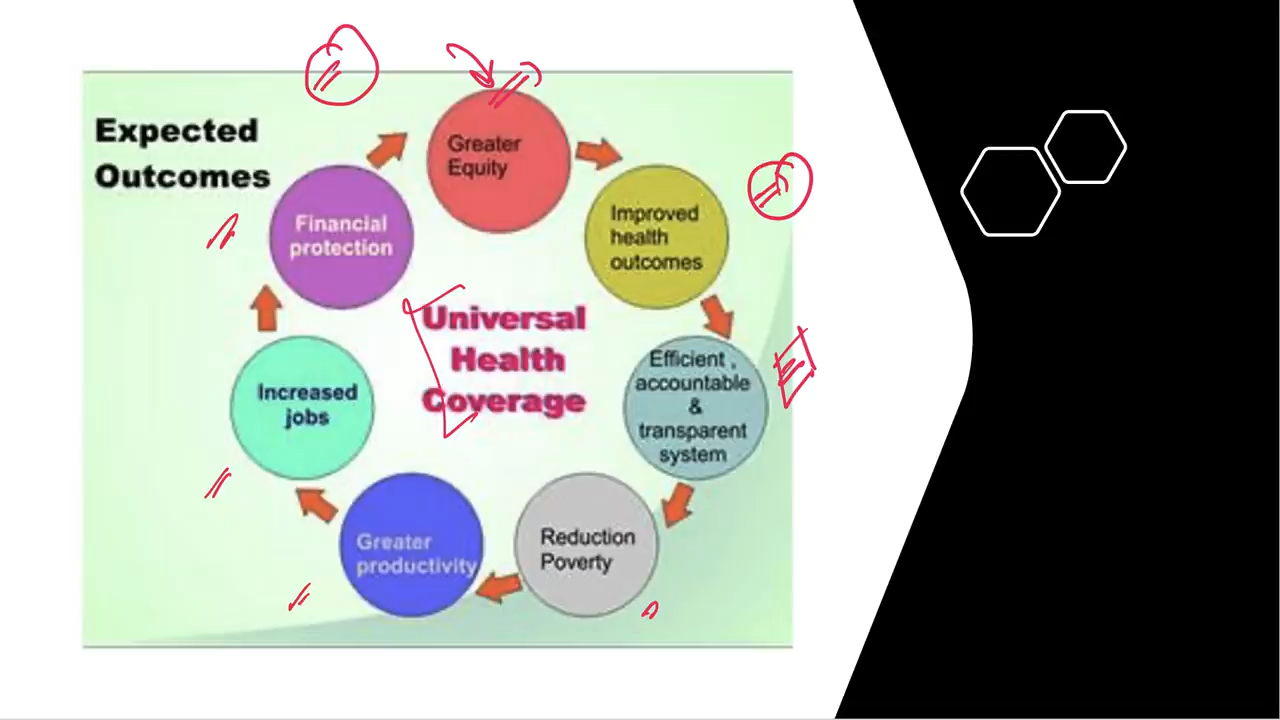 Expected
Outcomes
Greater
Equity
Improved
health
outcomes
Efficient ,
accountable
&
transparent
system
Reduction
Poverty
Greater
productivity
Increased
jobs
Financial
protection
Universal
Health
Coverage